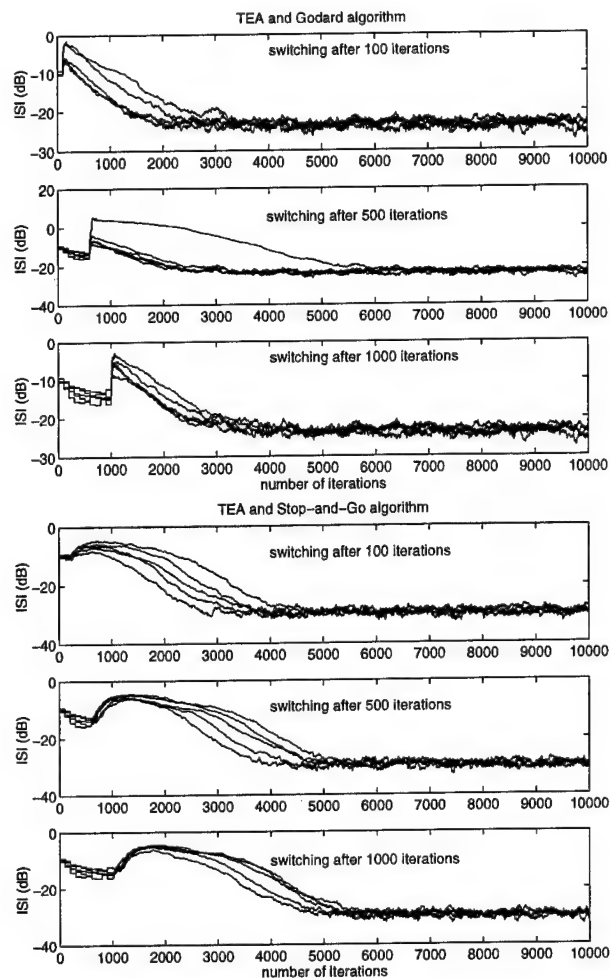 TEA and Godard algorithm
0
switching after 100 iterations
ISI (dB)
−10
−20
−30
0 1000 2000 3000 4000 5000 6000 7000 8000 9000 10000
20
switching after 500 iterations
ISI (dB)
0
−20
−40
0 1000 2000 3000 4000 5000 6000 7000 8000 9000 10000
0
switching after 1000 iterations
ISI (dB)
−10
−20
−30
0 1000 2000 3000 4000 5000 6000 7000 8000 9000 10000
number of iterations
TEA and Stop−and−Go algorithm
0
switching after 100 iterations
ISI (dB)
−20
−40
0 1000 2000 3000 4000 5000 6000 7000 8000 9000 10000
0
switching after 500 iterations
ISI (dB)
−20
−40
0 1000 2000 3000 4000 5000 6000 7000 8000 9000 10000
0
switching after 1000 iterations
ISI (dB)
−20
−40
0 1000 2000 3000 4000 5000 6000 7000 8000 9000 10000
number of iterations